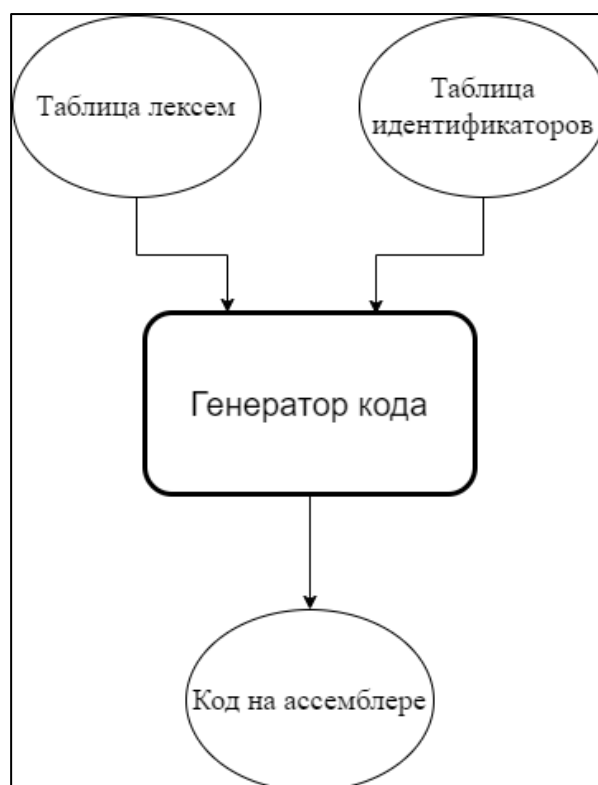 Таблица лексем
Таблица
идентификаторов
Генератор кода
Код на ассемблере